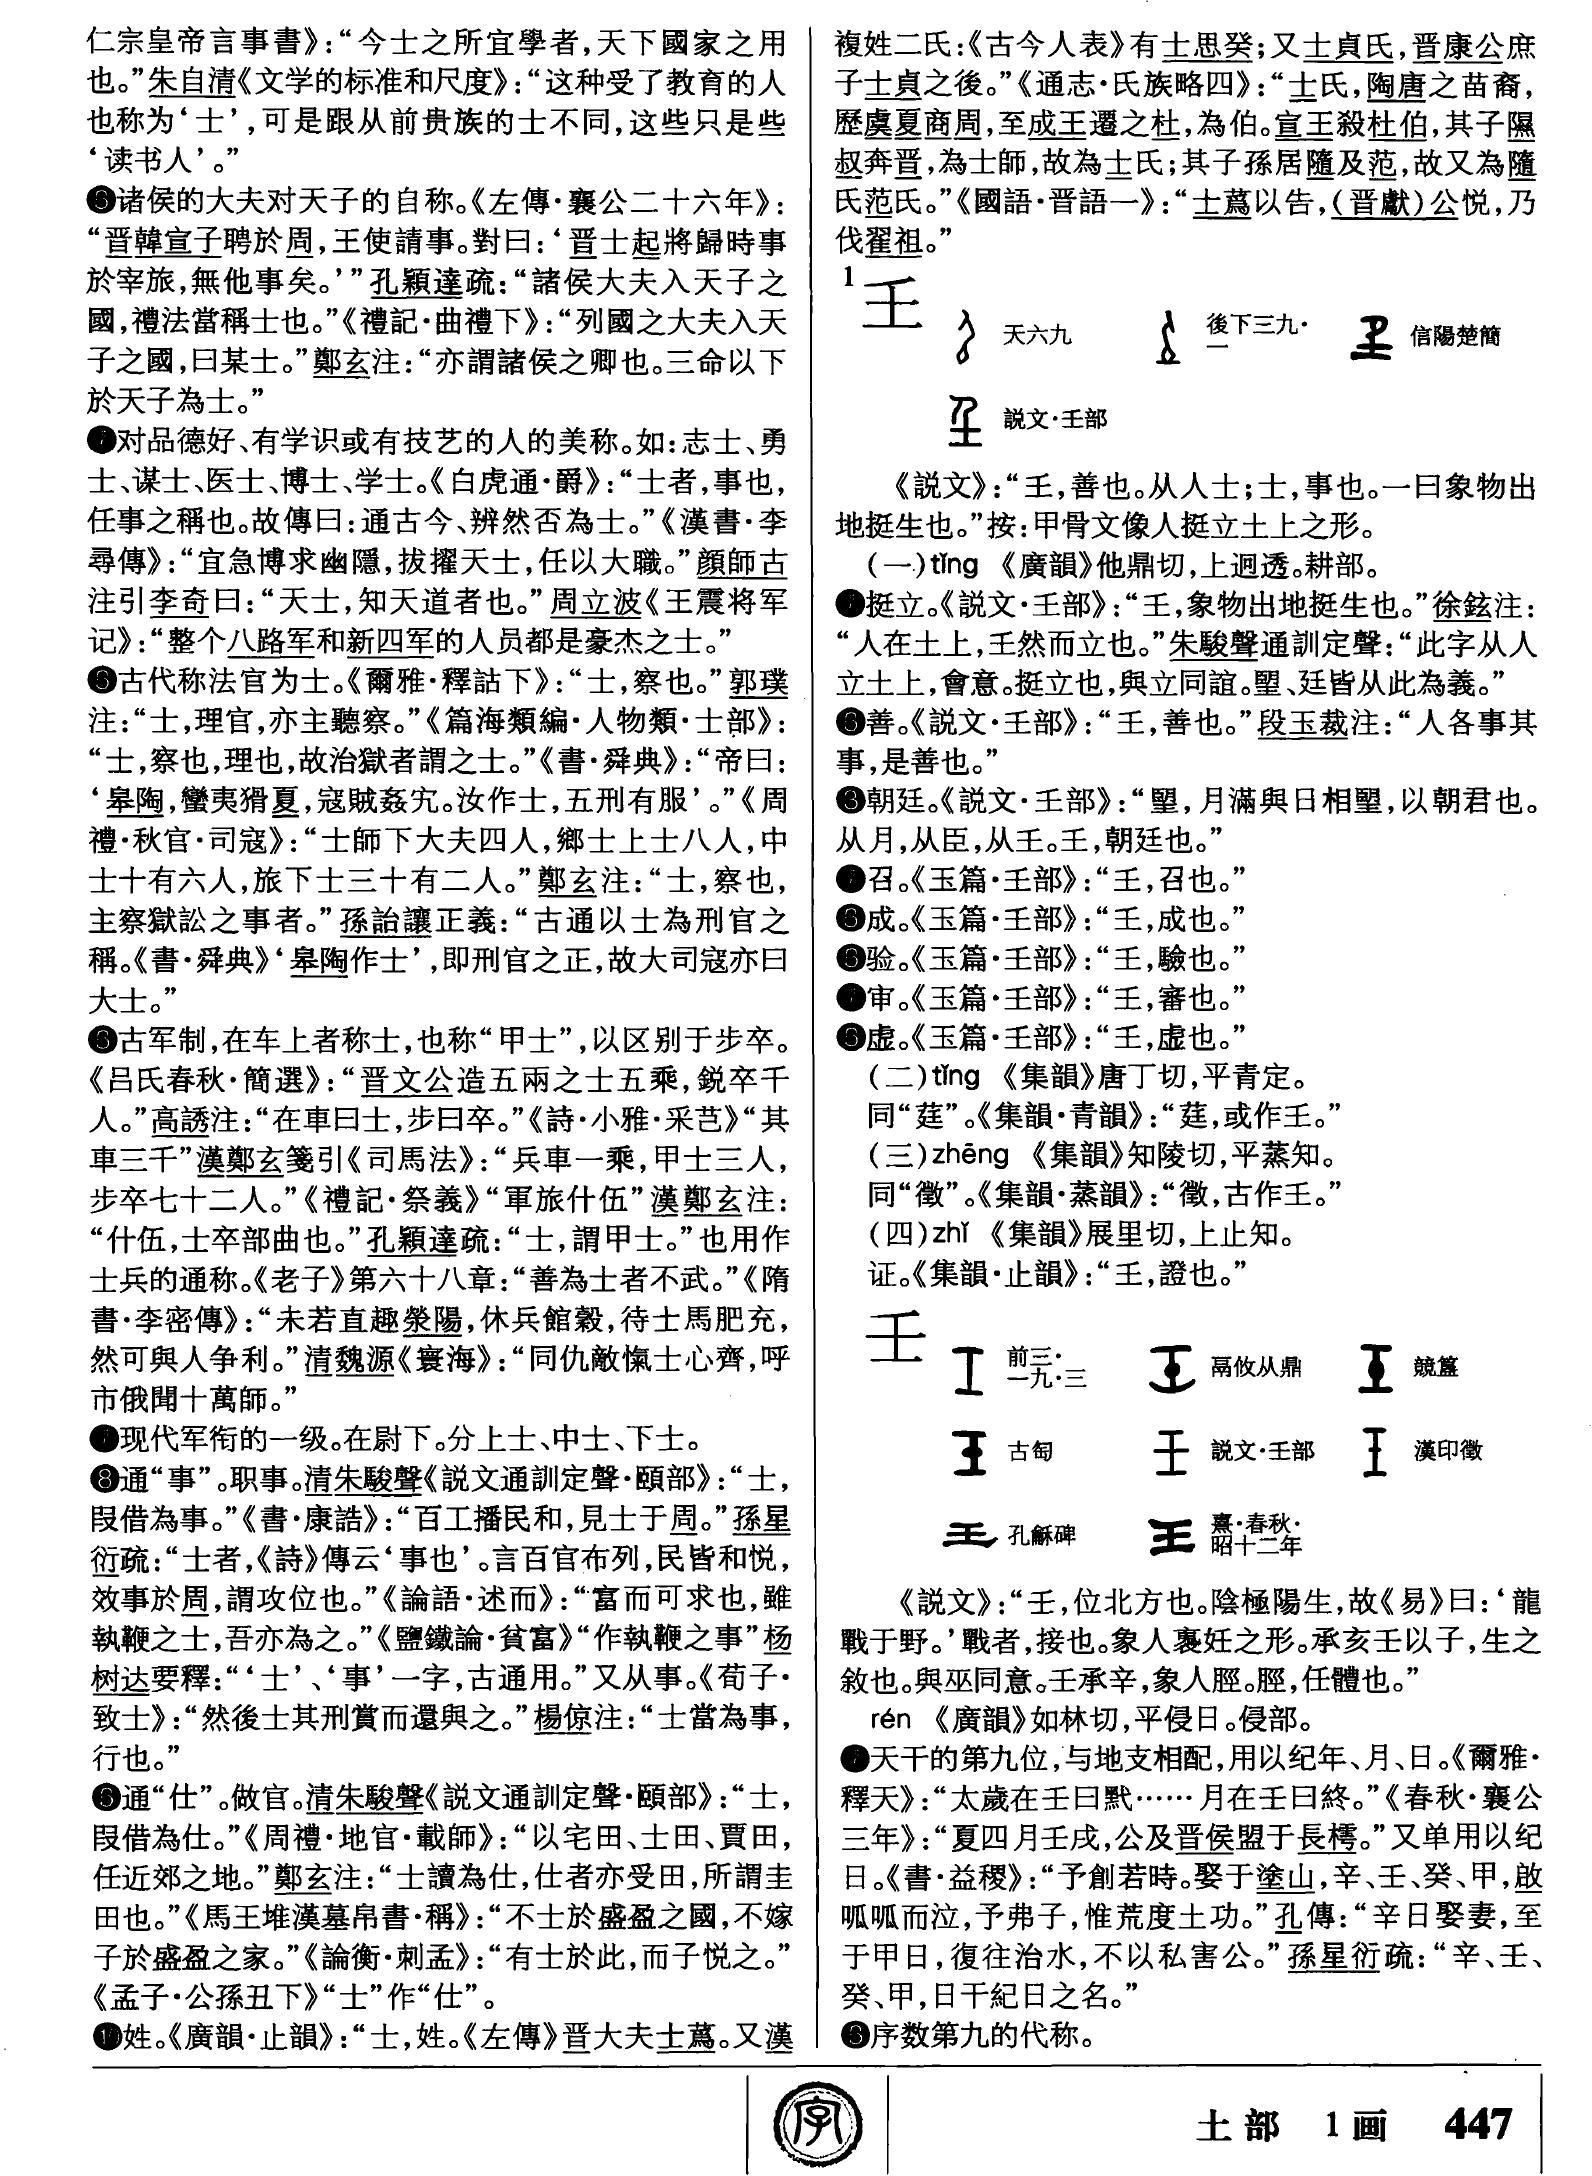 仁宗皇帝言事書》：“今士之所宜學者，天下國家之用
也。”朱自清《文学的标准和尺度》：“这种受了教育的人
也称为‘士’，可是跟从前贵族的士不同，这些只是些
‘读书人’。”
诸侯的大夫对天子的自称。《左傳·襄公二十六年》：
“晋韓宣子聘於周，王使請事。對曰：‘晋士起將歸時事
於宰旅，無他事矣。’”孔穎達疏：“諸侯大夫入天子之
國，禮法當稱士也。”《禮記·曲禮下》：“列國之大夫入天
子之國，曰某士。”鄭玄注：“亦謂諸侯之卿也。三命以下
於天子為士。”
对品德好、有学识或有技艺的人的美称。如：志士、勇
士、谋士、医士、博士、学士。《白虎通·爵》：“士者，事也，
任事之稱也。故傳曰：通古今、辨然否為士。”《漢書·李
尋傳》：“宜急博求幽隱，拔擢天士，任以大職。”顔師古
注引李奇曰：“天士，知天道者也。”周立波《王震将军
记》：“整个八路军和新四军的人员都是豪杰之士。”
古代称法官为士。《爾雅·釋詁下》：“士，察也。”郭璞
注：“士，理官，亦主聽察。”《篇海類編·人物類·士部》：
“士，察也，理也，故治獄者謂之士。”《書·舜典》：“帝曰：
‘皋陶，蠻夷猾夏，寇賊姦宄。汝作士，五刑有服’。”《周
禮·秋官·司寇》：“士師下大夫四人，鄉士上士八人，中
士十有六人，旅下士三十有二人。”鄭玄注：“士，察也，
主察獄訟之事者。”孫詒讓正義：“古通以士為刑官之
稱。《書·舜典》‘皋陶作士’，即刑官之正，故大司寇亦曰
大士。”
古军制，在车上者称士，也称“甲士”，以区别于步卒。
《吕氏春秋·簡選》：“晋文公造五兩之士五乘，鋭卒千
人。”高誘注：“在車曰士，步曰卒。”《詩·小雅·采芑》“其
車三千”漢鄭玄箋引《司馬法》：“兵車一乘，甲士三人，
步卒七十二人。”《禮記·祭義》“軍旅什伍”漢鄭玄注：
“什伍，士卒部曲也。”孔穎達疏：“士，謂甲士。”也用作
士兵的通称。《老子》第六十八章：“善為士者不武。”《隋
書·李密傳》：“未若直趣滎陽，休兵館穀，待士馬肥充，
然可與人争利。”清魏源《寰海》：“同仇敵愾士心齊，呼
市俄聞十萬師。”
现代军衔的一级。在尉下。分上士、中士、下士。
❽通“事”。职事。清朱駿聲《説文通訓定聲·頤部》：“士，
叚借為事。”《書·康誥》：“百工播民和，見士于周。”孫星
衍疏：“士者，《詩》傳云‘事也’。言百官布列，民皆和悦，
效事於周，謂攻位也。”《論語·述而》：“富而可求也，雖
執鞭之士，吾亦為之。”《鹽鐵論·貧富》“作執鞭之事”杨
树达要釋：“‘士’、‘事’一字，古通用。”又从事。《荀子·
致士》：“然後士其刑賞而還與之。”楊倞注：“士當為事，
行也。”
通“仕”。做官。清朱駿聲《説文通訓定聲·頤部》：“士，
叚借為仕。”《周禮·地官·載師》：“以宅田、士田、賈田，
任近郊之地。”鄭玄注：“士讀為仕，仕者亦受田，所謂圭
田也。”《馬王堆漢墓帛書·稱》：“不士於盛盈之國，不嫁
子於盛盈之家。”《論衡·刺孟》：“有士於此，而子悦之。”
《孟子·公孫丑下》“士”作“仕”。
姓。《廣韻·止韻》：“士，姓。《左傳》晋大夫士蔿。又漢
複姓二氏：《古今人表》有士思癸；又士貞氏，晋康公庶
子士貞之後。”《通志·氏族略四》：“士氏，陶唐之苗裔，
歷虞夏商周，至成王遷之杜，為伯。宣王殺杜伯，其子隰
叔奔晋，為士師，故為士氏；其子孫居隨及范，故又為隨
氏范氏。”《國語·晋語一》：“士蔿以告，（晋獻）公悦，乃
伐翟祖。”
1 𡈼
天六九 後下三九·一 信陽楚簡
説文·𡈼部
《説文》：“𡈼，善也。从人士；士，事也。一曰象物出
地挺生也。”按：甲骨文像人挺立土上之形。
（一）tǐng 《廣韻》他鼎切，上迥透。耕部。
挺立。《説文·𡈼部》：“𡈼，象物出地挺生也。”徐鉉注：
“人在土上，𡈼然而立也。”朱駿聲通訓定聲：“此字从人
立土上，會意。挺立也，與立同誼。朢、廷皆从此為義。”
善。《説文·𡈼部》：“𡈼，善也。”段玉裁注：“人各事其
事，是善也。”
❸朝廷。《説文·𡈼部》：“朢，月滿與日相朢，以朝君也。
从月，从臣，从𡈼。𡈼，朝廷也。”
召。《玉篇·𡈼部》：“𡈼，召也。”
成。《玉篇·𡈼部》：“𡈼，成也。”
验。《玉篇·𡈼部》：“𡈼，驗也。”
审。《玉篇·𡈼部》：“𡈼，審也。”
虚。《玉篇·𡈼部》：“𡈼，虚也。”
（二）tǐng 《集韻》唐丁切，平青定。
同“莛”。《集韻·青韻》：“莛，或作𡈼。”
（三）zhēng 《集韻》知陵切，平蒸知。
同“徵”。《集韻·蒸韻》：“徵，古作𡈼。”
（四）zhǐ 《集韻》展里切，上止知。
证。《集韻·止韻》：“𡈼，證也。”
壬
前三·一九·三 鬲攸从鼎 競簋
古匋 説文·壬部 漢印徵
孔龢碑 熹·春秋·昭十二年
《説文》：“壬，位北方也。陰極陽生，故《易》曰：‘龍
戰于野。’戰者，接也。象人褢妊之形。承亥壬以子，生之
敘也。與巫同意。壬承辛，象人脛。脛，任體也。”
rén 《廣韻》如林切，平侵日。侵部。
天干的第九位，与地支相配，用以纪年、月、日。《爾雅·
釋天》：“太歲在壬曰黓……月在壬曰終。”《春秋·襄公
三年》：“夏四月壬戌，公及晋侯盟于長樗。”又单用以纪
日。《書·益稷》：“予創若時。娶于塗山，辛、壬、癸、甲，啟
呱呱而泣，予弗子，惟荒度土功。”孔傳：“辛日娶妻，至
于甲日，復往治水，不以私害公。”孫星衍疏：“辛、壬、
癸、甲，日干紀日之名。”
序数第九的代称。
字
土部 1画 447